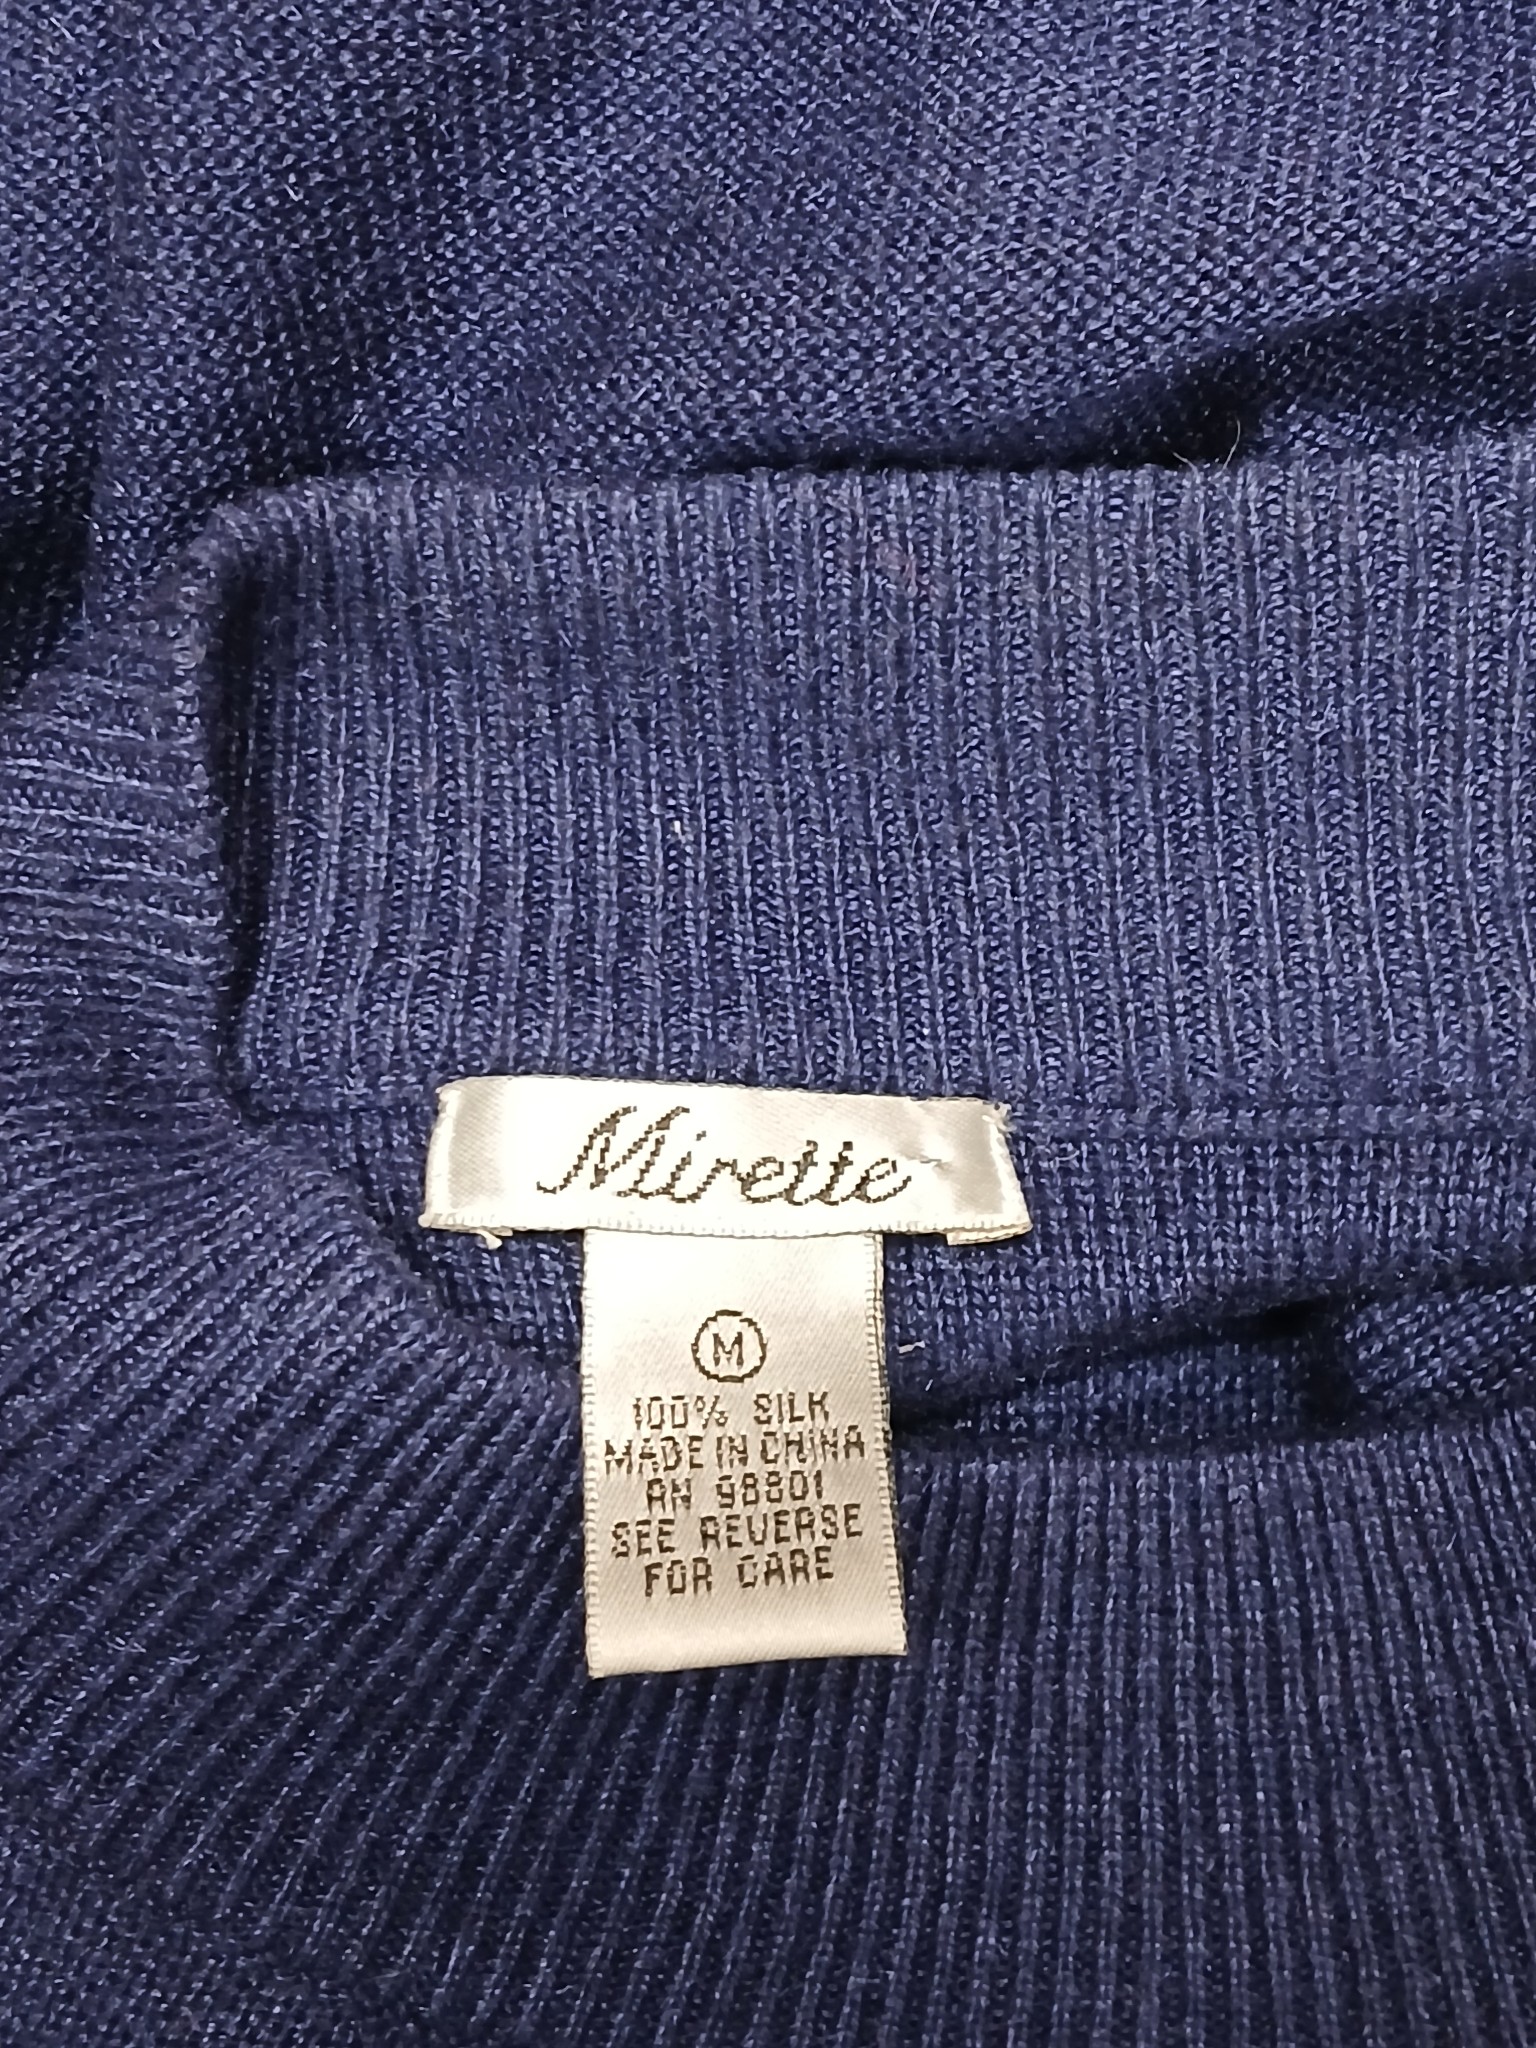 Mirette
M
100% SILK
MADE IN CHINA
RN 98801
SEE REVERSE
FOR CARE